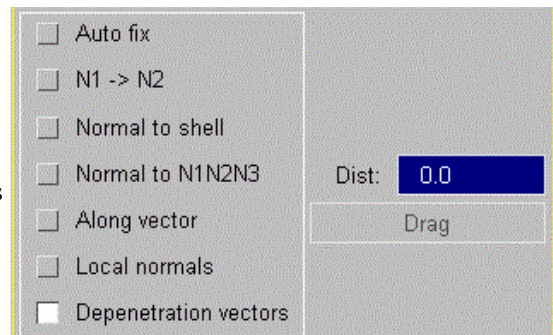 Auto fix
N1 -> N2
Normal to shell
Normal to N1N2N3
Dist: 0.0
s
Along vector
Drag
Local normals
Depenetration vectors